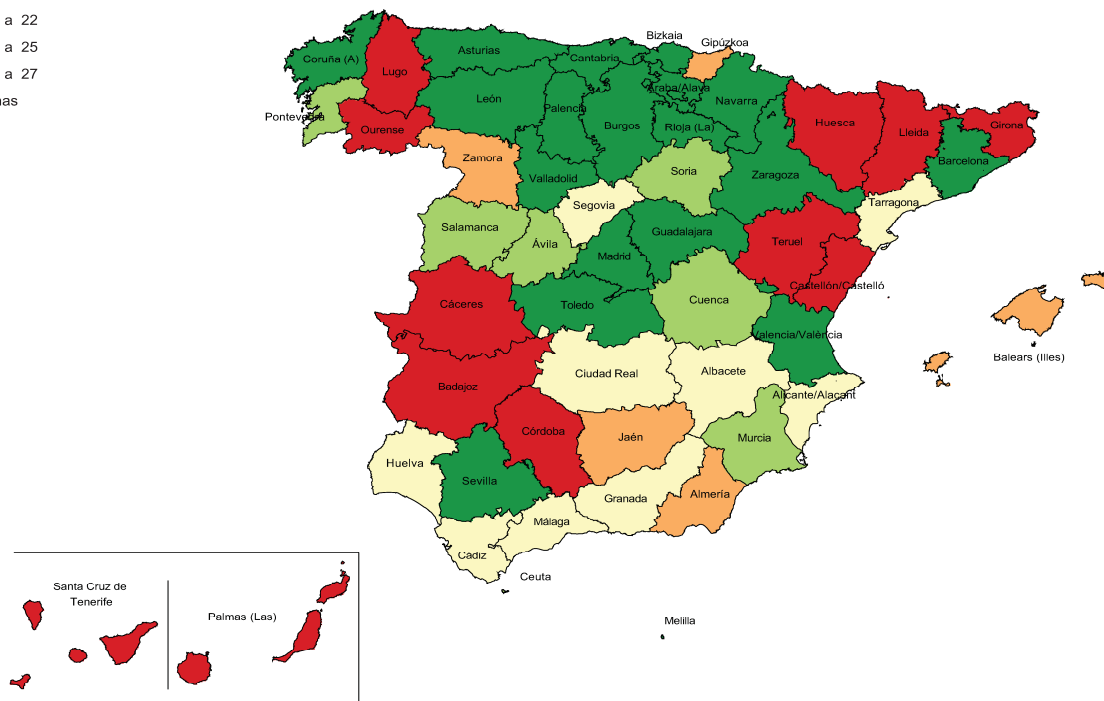 a 22
a 25
a 27
Bizkaia
Gipúzkoa
Asturias
Cantabria
Coruña (A)
Lugo
Araba/Álava
León
Palencia
Navarra
Pontevedra
Ourense
Burgos
Rioja (La)
Huesca
Lleida
Girona
Zamora
Barcelona
Valladolid
Soria
Zaragoza
Segovia
Tarragona
Salamanca
Ávila
Guadalajara
Teruel
Madrid
Cáceres
Toledo
Cuenca
Castellón/Castelló
Valencia/València
Balears (Illes)
Badajoz
Ciudad Real
Albacete
Alicante/Alacant
Córdoba
Jaén
Murcia
Huelva
Sevilla
Granada
Almería
Málaga
Cádiz
Ceuta
Santa Cruz de
Tenerife
Palmas (Las)
Melilla